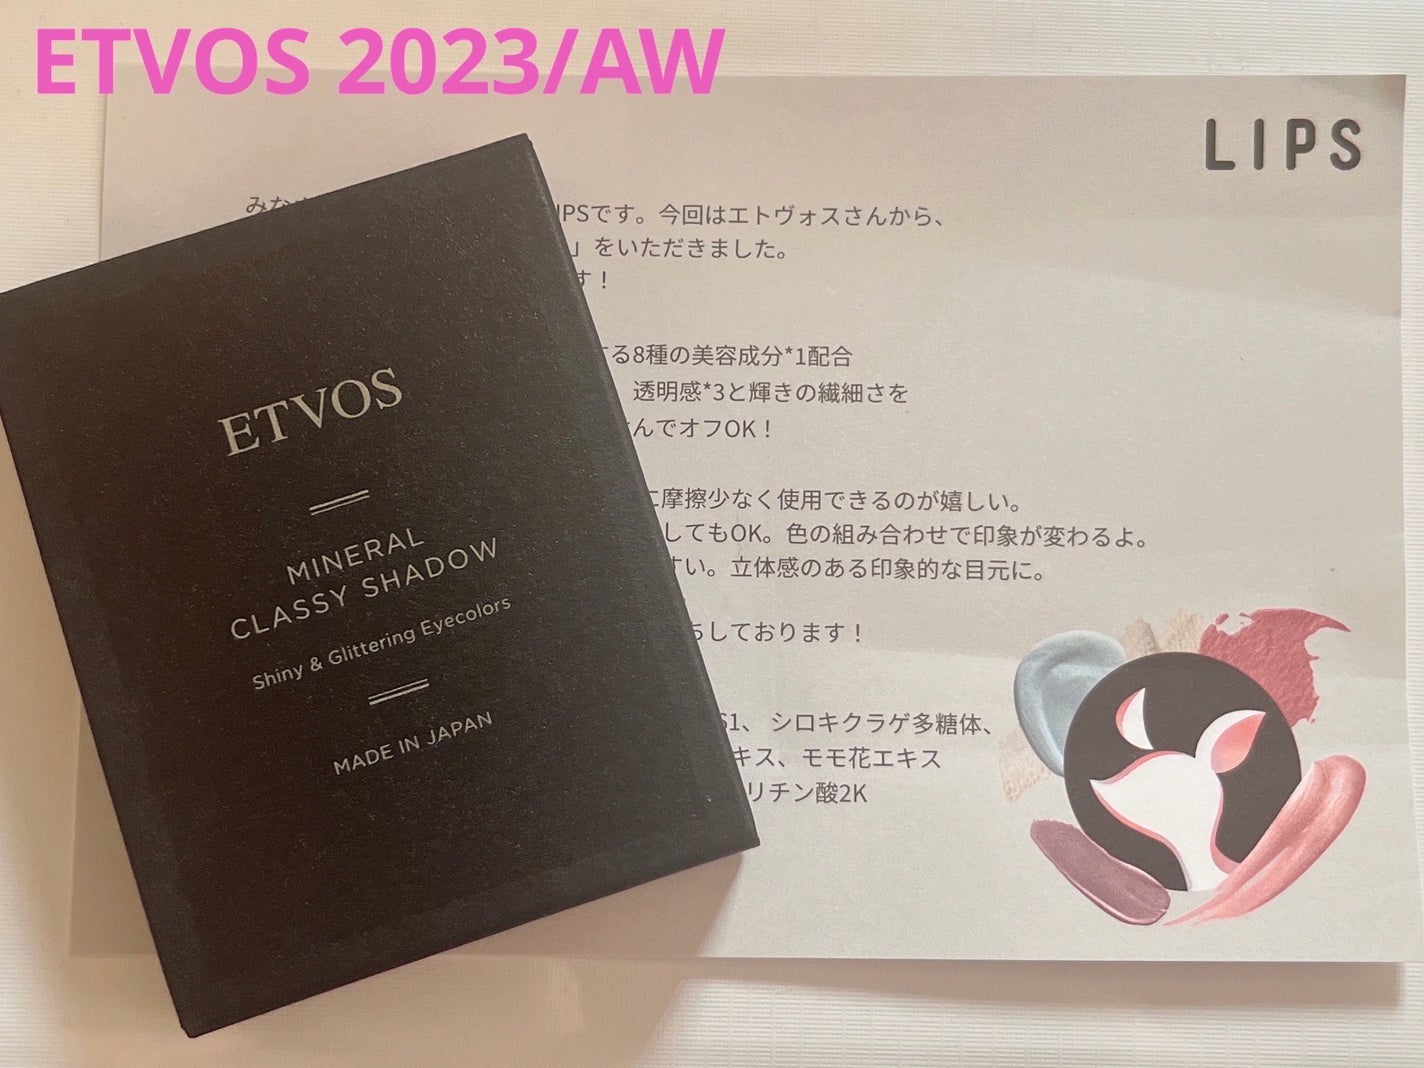 ETVOS 2023/AW
LIPS
みな
IPSです。今回はエトヴォスさんから、
」をいただきました。
す！
する8種の美容成分*1配合
透明感*3と輝きの繊細さを
んでオフOK！
に摩擦少なく使用できるのが嬉しい。
してもOK。色の組み合わせで印象が変わるよ。
すい。立体感のある印象的な目元に。
しております！
61、シロキクラゲ多糖体、
キス、モモ花エキス
リチン酸2K
ETVOS
MINERAL
CLASSY SHADOW
Shiny & Glittering Eyecolors
MADE IN JAPAN